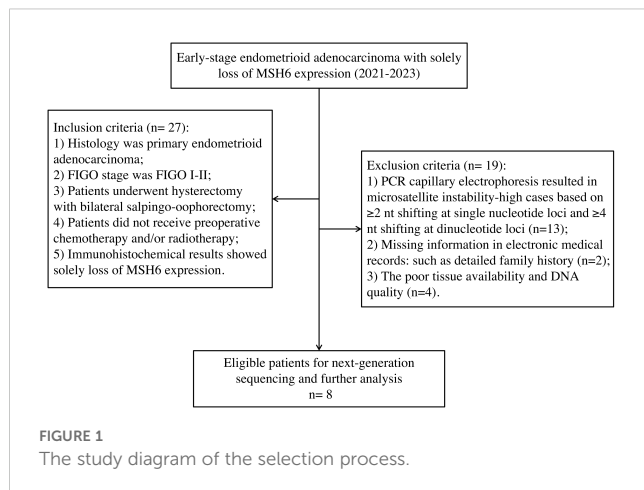 Early-stage endometrioid adenocarcinoma with solely
loss of MSH6 expression (2021-2023)
Inclusion criteria (n= 27):
1) Histology was primary endometrioid
adenocarcinoma;
2) FIGO stage was FIGO I-II;
3) Patients underwent hysterectomy
with bilateral salpingo-oophorectomy;
4) Patients did not receive preoperative
chemotherapy and/or radiotherapy;
5) Immunohistochemical results showed
solely loss of MSH6 expression.
Exclusion criteria (n= 19):
1) PCR capillary electrophoresis resulted in
microsatellite instability-high cases based on
≥2 nt shifting at single nucleotide loci and ≥4
nt shifting at dinucleotide loci (n=13);
2) Missing information in electronic medical
records: such as detailed family history (n=2);
3) The poor tissue availability and DNA
quality (n=4).
Eligible patients for next-generation
sequencing and further analysis
n= 8
FIGURE 1
The study diagram of the selection process.